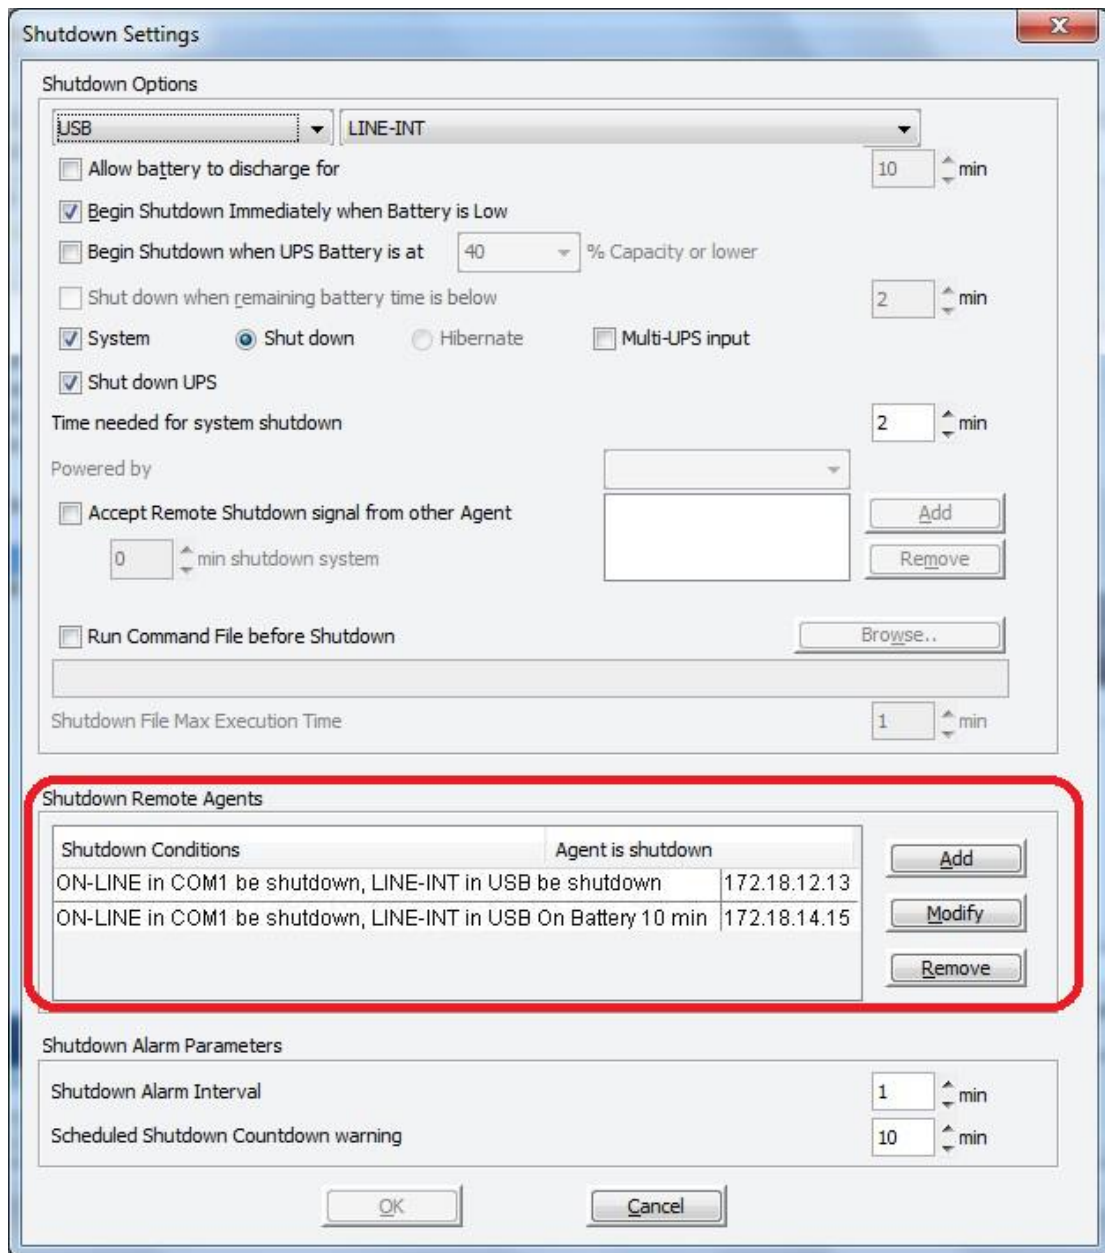 Shutdown Settings
Shutdown Options
USB LINE-INT
Allow battery to discharge for 10 min
Begin Shutdown Immediately when Battery is Low
Begin Shutdown when UPS Battery is at 40 % Capacity or lower
Shut down when remaining battery time is below 2 min
System Shut down Hibernate Multi-UPS input
Shut down UPS
Time needed for system shutdown 2 min
Powered by
Accept Remote Shutdown signal from other Agent Add
0 min shutdown system Remove
Run Command File before Shutdown Browse..
Shutdown File Max Execution Time 1 min
Shutdown Remote Agents
Shutdown Conditions Agent is shutdown Add
ON-LINE in COM1 be shutdown, LINE-INT in USB be shutdown 172.18.12.13
ON-LINE in COM1 be shutdown, LINE-INT in USB On Battery 10 min 172.18.14.15 Modify
Remove
Shutdown Alarm Parameters
Shutdown Alarm Interval 1 min
Scheduled Shutdown Countdown warning 10 min
OK Cancel